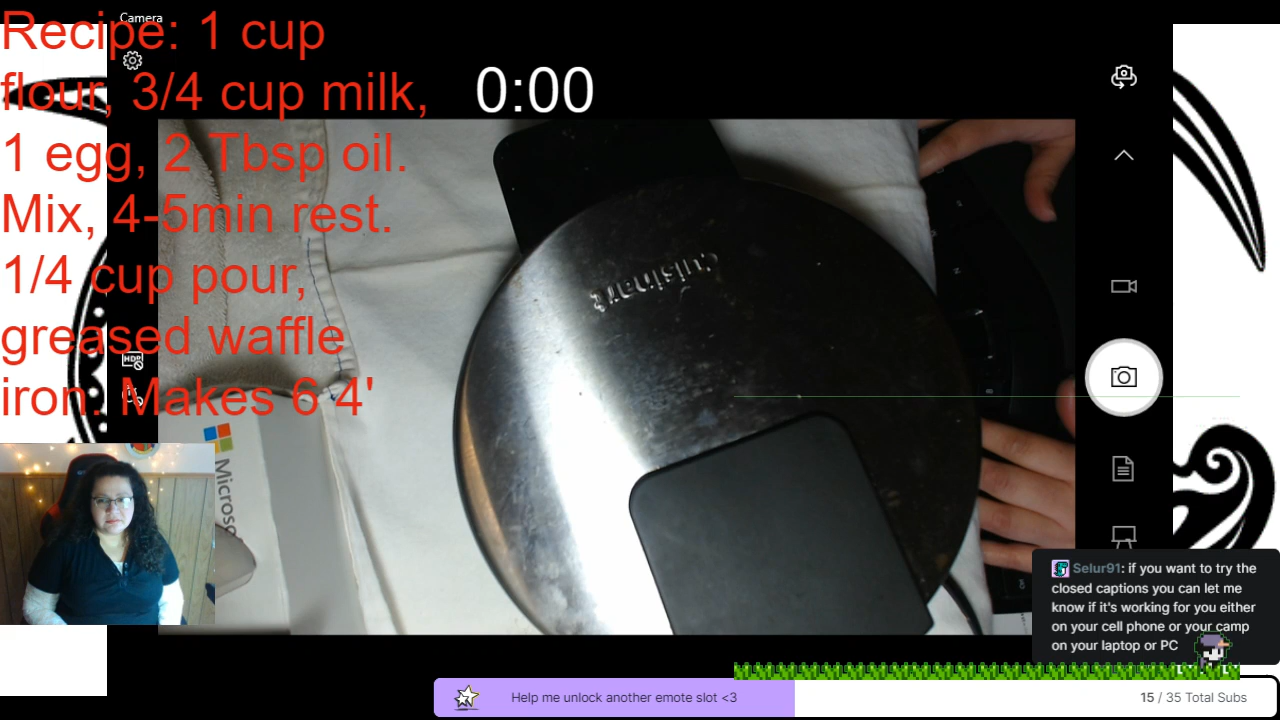 Camera
Recipe: 1 cup
flour, 3/4 cup milk,
1 egg, 2 Tbsp oil.
Mix, 4-5min rest.
1/4 cup pour,
greased waffle
iron. Makes 6 4'
0:00
Cuisinart
HDR
Microso
Selur91: if you want to try the
closed captions you can let me
know if it's working for you either
on your cell phone or your camp
on your laptop or PC
Help me unlock another emote slot <3
15 / 35 Total Subs